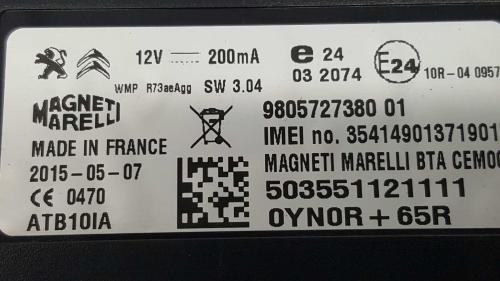 12V 200mA
e 24
03 2074
E24
10R-04 0957
WMP R73aeAgg SW 3.04
MAGNETI
MARELLI
9805727380 01
IMEI no. 35414901371901
MADE IN FRANCE
MAGNETI MARELLI BTA CEM00
2015-05-07
503551121111
CE 0470
ATB10IA
0YN0R+65R